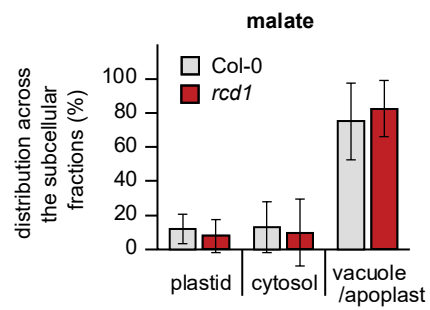 malate
distribution across
the subcellular
fractions (%)
100
80
60
40
20
0
Col-0
rcd1
plastid
cytosol
vacuole
/apoplast